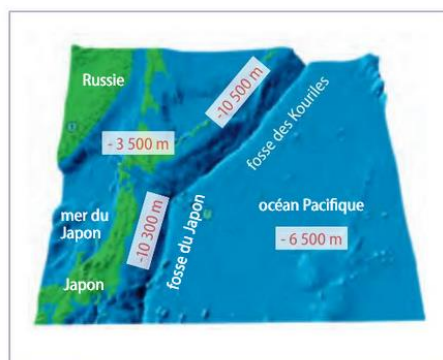 Russie
-10 500 m
fosse des Kouriles
- 3 500 m
océan Pacifique
- 6 500 m
mer du
Japon
-10 300 m
fosse du Japon
Japon